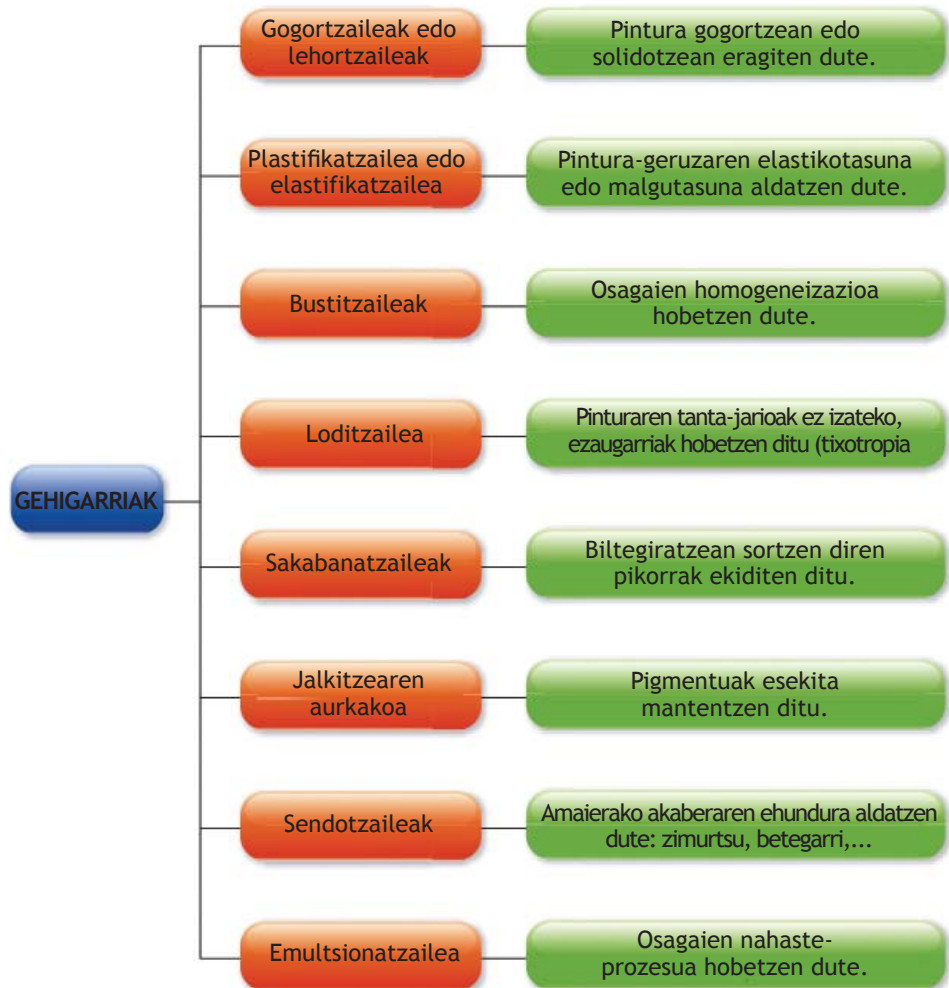 Gogortzaileak edo
lehortzaileak
Pintura gogortzean edo
solidotzean eragiten dute.
Plastifikatzailea edo
elastifikatzailea
Pintura-geruzaren elastikotasuna
edo malgutasuna aldatzen dute.
Bustitzaileak
Osagaien homogeneizazioa
hobetzen dute.
Loditzailea
Pinturaren tanta-jarioak ez izateko,
ezaugarriak hobetzen ditu (tixotropia
GEHIGARRIAK
Sakabanatzaileak
Biltegiratzean sortzen diren
pikorrak ekiditen ditu.
Jalkitzearen
aurkakoa
Pigmentuak esekita
mantentzen ditu.
Sendotzaileak
Amaierako akaberaren ehundura aldatzen
dute: zimurtsu, betegarri,...
Emultsionatzailea
Osagaien nahaste-
prozesua hobetzen dute.